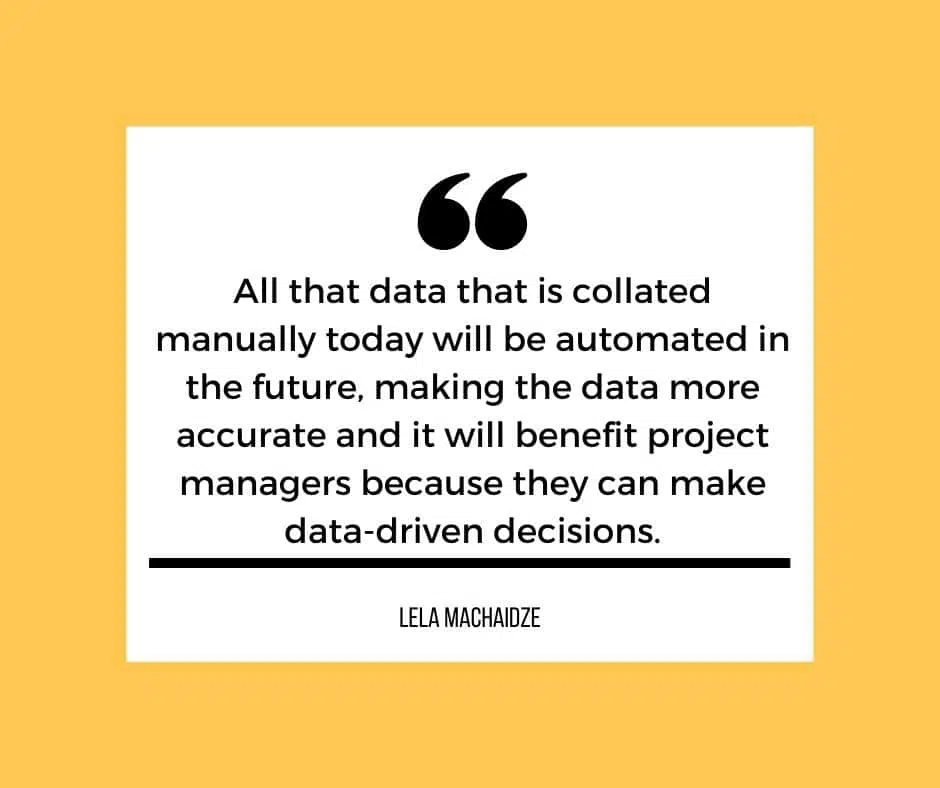 “
All that data that is collated
manually today will be automated in
the future, making the data more
accurate and it will benefit project
managers because they can make
data-driven decisions.
LELA MACHAIDZE